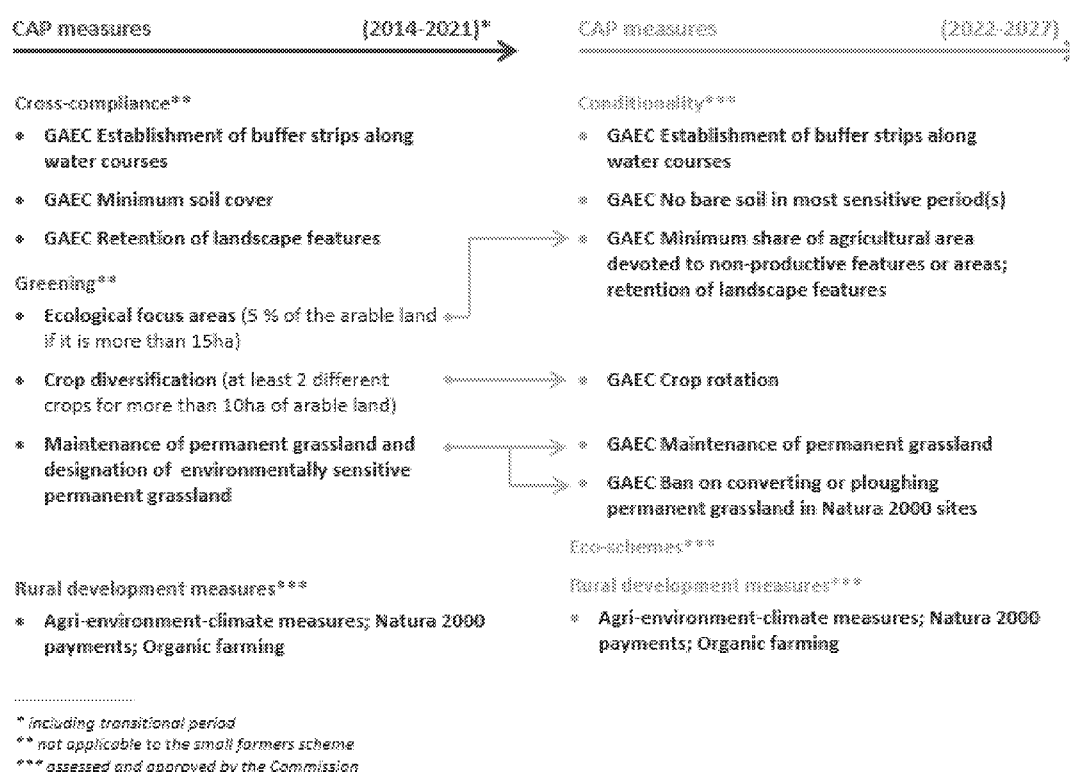 CAP measures (2014-2021)*
Cross-compliance**
• GAEC Establishment of buffer strips along
water courses
• GAEC Minimum soil cover
• GAEC Retention of landscape features
Greening**
• Ecological focus areas (5 % of the arable land
if it is more than 15ha)
• Crop diversification (at least 2 different
crops for more than 10ha of arable land)
• Maintenance of permanent grassland and
designation of environmentally sensitive
permanent grassland
Rural development measures***
• Agri-environment-climate measures; Natura 2000
payments; Organic farming
CAP measures (2022-2027)
Conditionality***
• GAEC Establishment of buffer strips along
water courses
• GAEC No bare soil in most sensitive period(s)
• GAEC Minimum share of agricultural area
devoted to non-productive features or areas;
retention of landscape features
• GAEC Crop rotation
• GAEC Maintenance of permanent grassland
• GAEC Ban on converting or ploughing
permanent grassland in Natura 2000 sites
Eco-schemes***
Rural development measures***
• Agri-environment-climate measures; Natura 2000
payments; Organic farming
* including transitional period
** not applicable to the small farmers scheme
*** assessed and approved by the Commission